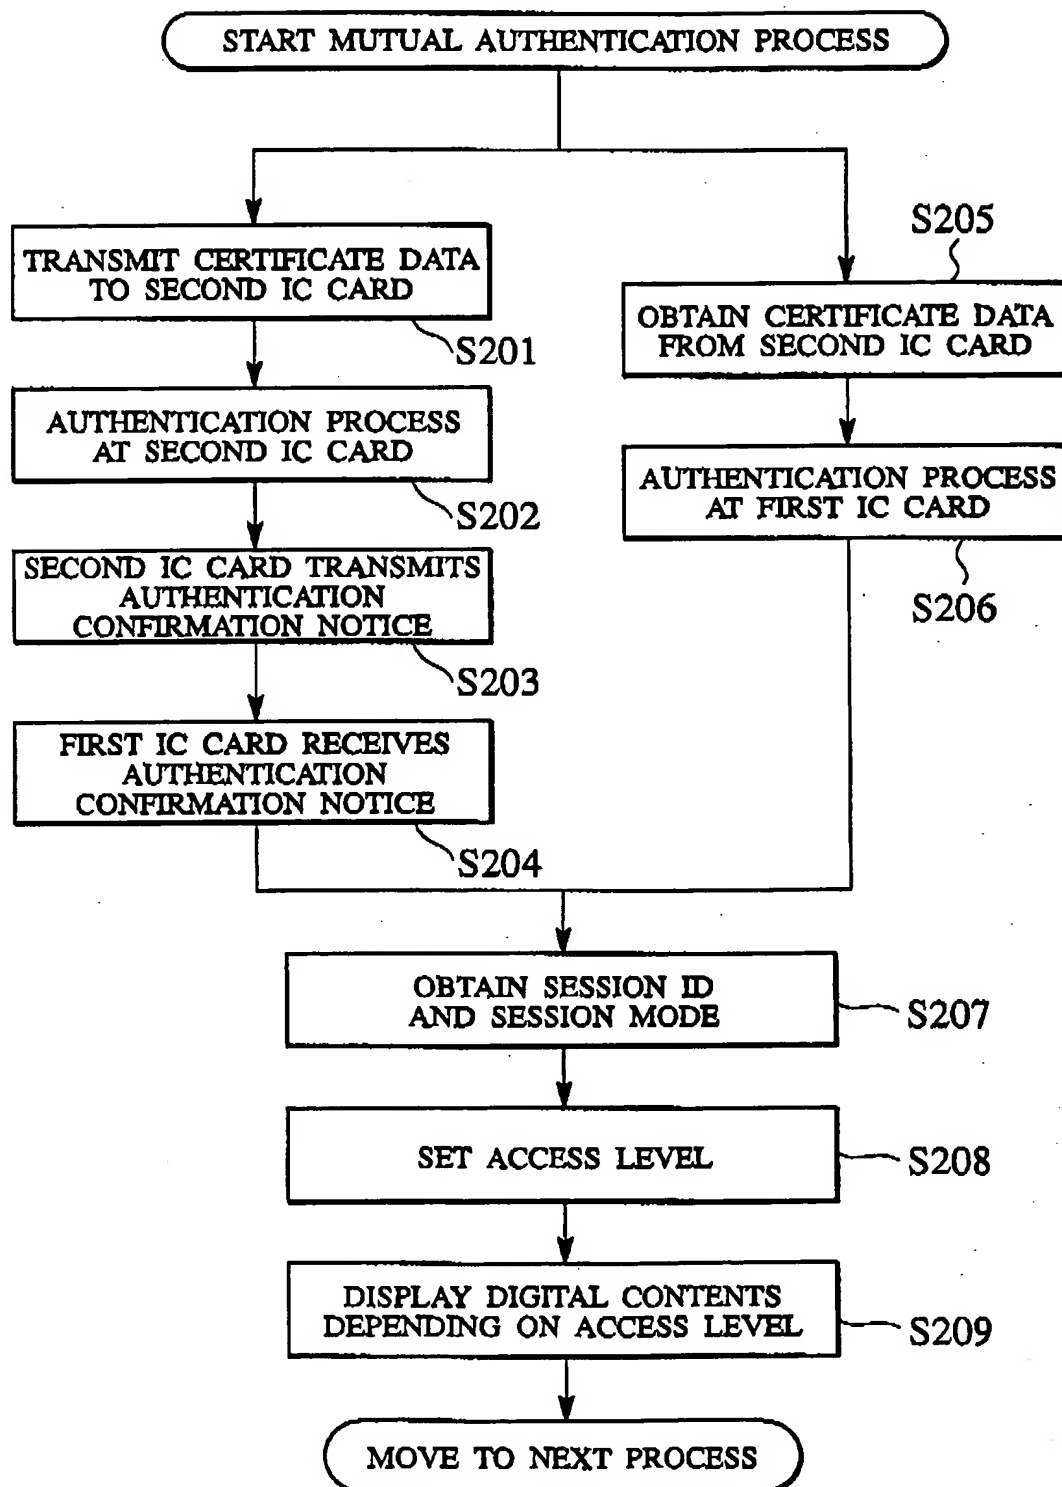 START MUTUAL AUTHENTICATION PROCESS
TRANSMIT CERTIFICATE DATA
TO SECOND IC CARD
S201
AUTHENTICATION PROCESS
AT SECOND IC CARD
S202
SECOND IC CARD TRANSMITS
AUTHENTICATION
CONFIRMATION NOTICE
S203
FIRST IC CARD RECEIVES
AUTHENTICATION
CONFIRMATION NOTICE
S204
S205
OBTAIN CERTIFICATE DATA
FROM SECOND IC CARD
AUTHENTICATION PROCESS
AT FIRST IC CARD
S206
OBTAIN SESSION ID
AND SESSION MODE
S207
SET ACCESS LEVEL
S208
DISPLAY DIGITAL CONTENTS
DEPENDING ON ACCESS LEVEL
S209
MOVE TO NEXT PROCESS